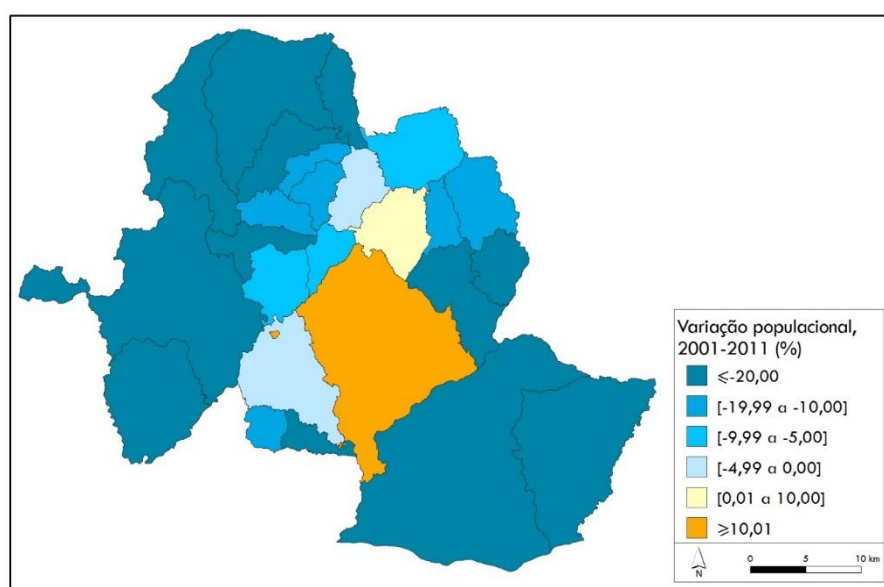 Variação populacional,
2001-2011 (%)
⩽-20,00
[-19,99 a -10,00]
[-9,99 a -5,00]
[-4,99 a 0,00]
[0,01 a 10,00]
⩾10,01
N
0 5 10 km